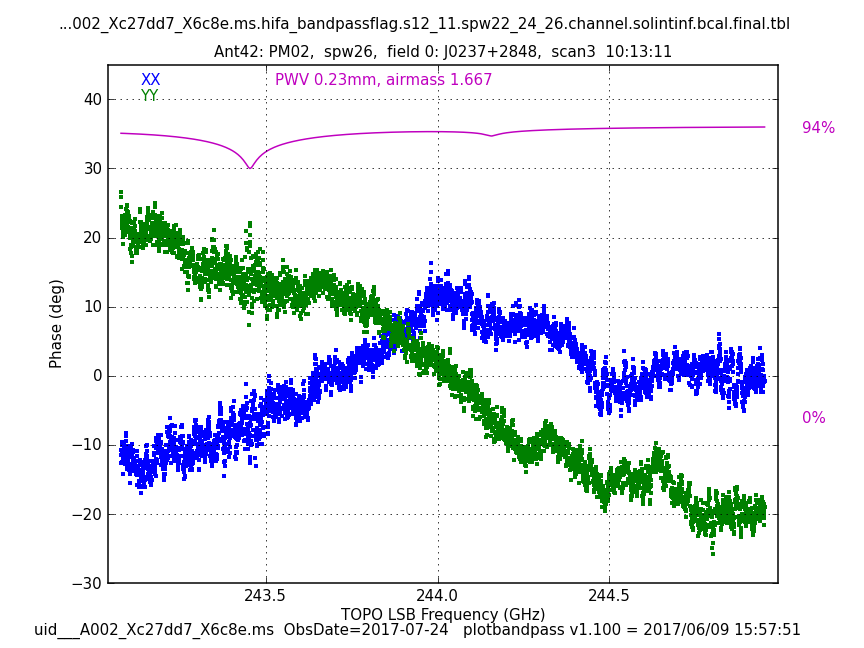 ...002_Xc27dd7_X6c8e.ms.hifa_bandpassflag.s12_11.spw22_24_26.channel.solintinf.bcal.final.tbl
Ant42: PM02,  spw26,  field 0: J0237+2848,  scan3  10:13:11
XX
PWV 0.23mm, airmass 1.667
YY
40
94%
30
20
10
0
0%
−10
−20
−30
Phase (deg)
243.5
244.0
244.5
TOPO LSB Frequency (GHz)
uid___A002_Xc27dd7_X6c8e.ms  ObsDate=2017-07-24   plotbandpass v1.100 = 2017/06/09 15:57:51